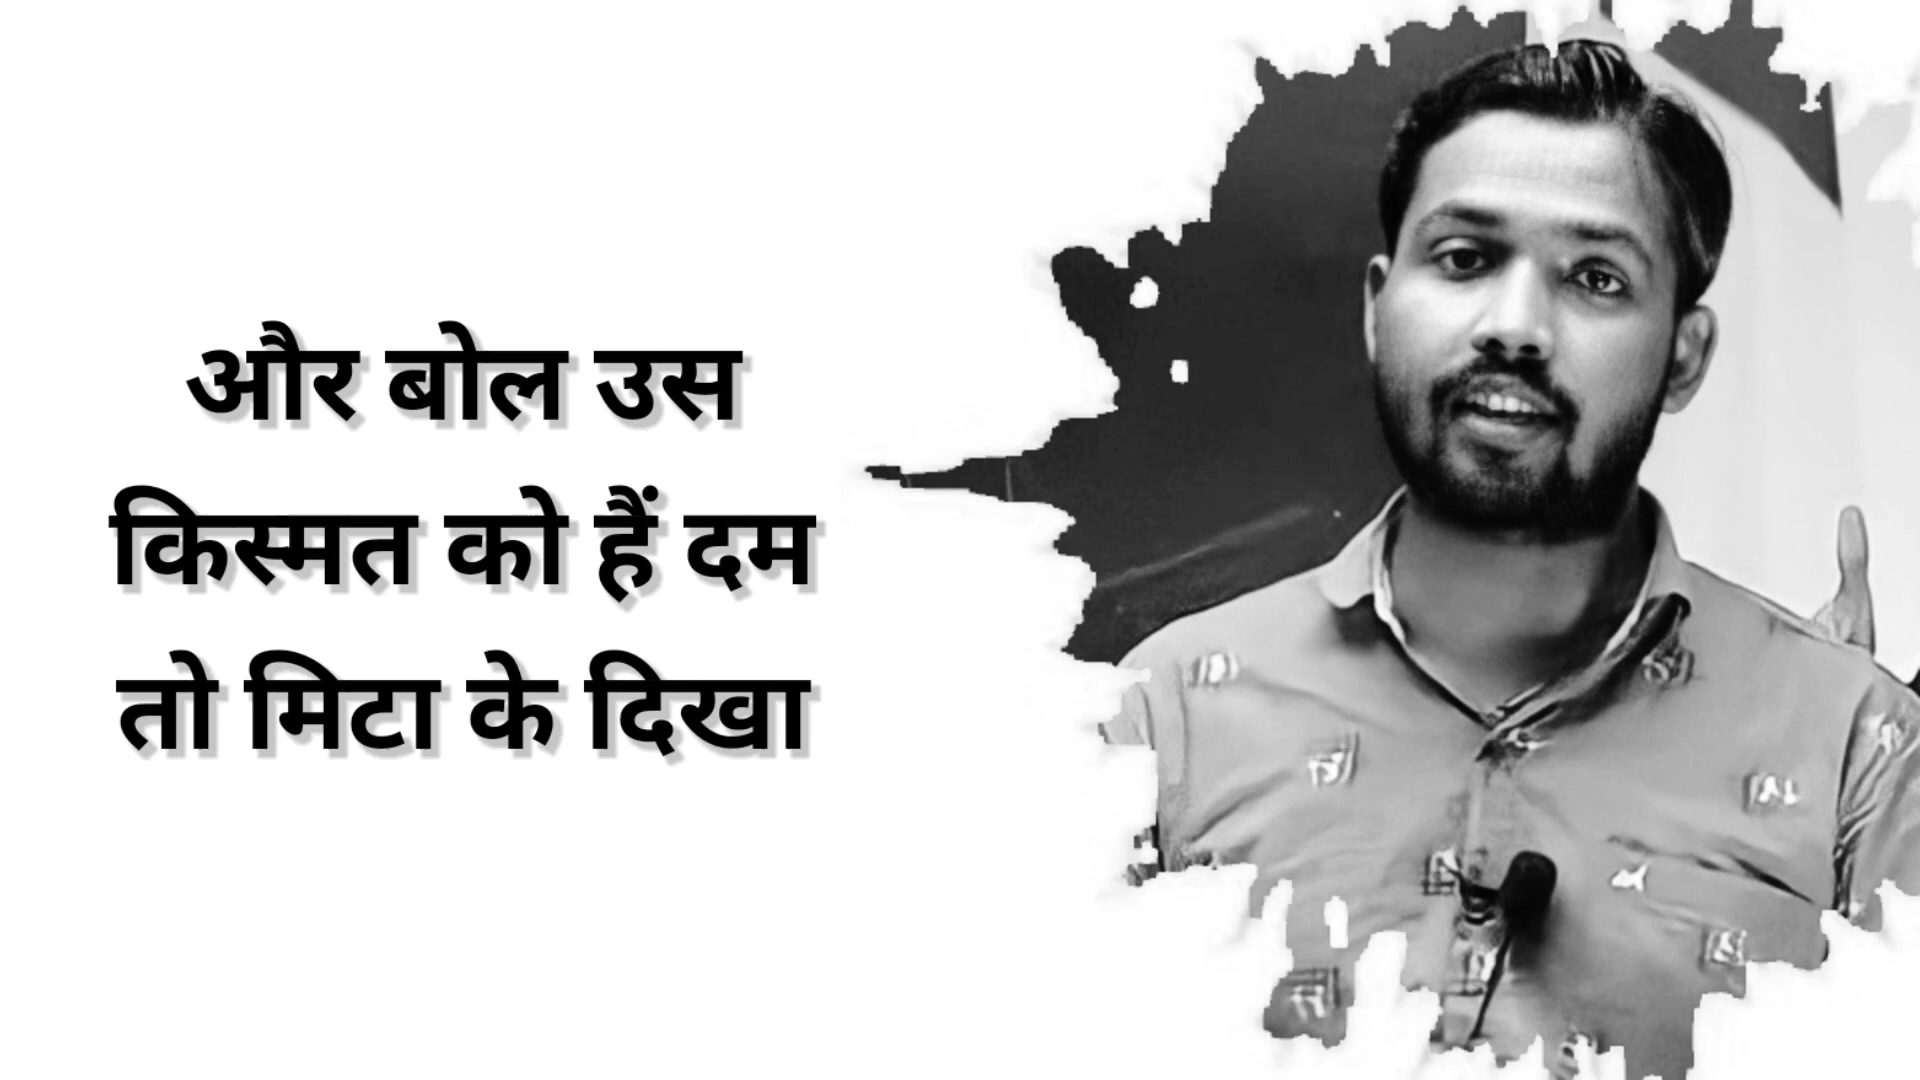 और बोल उस
किस्मत को हैं दम
तो मिटा के दिखा